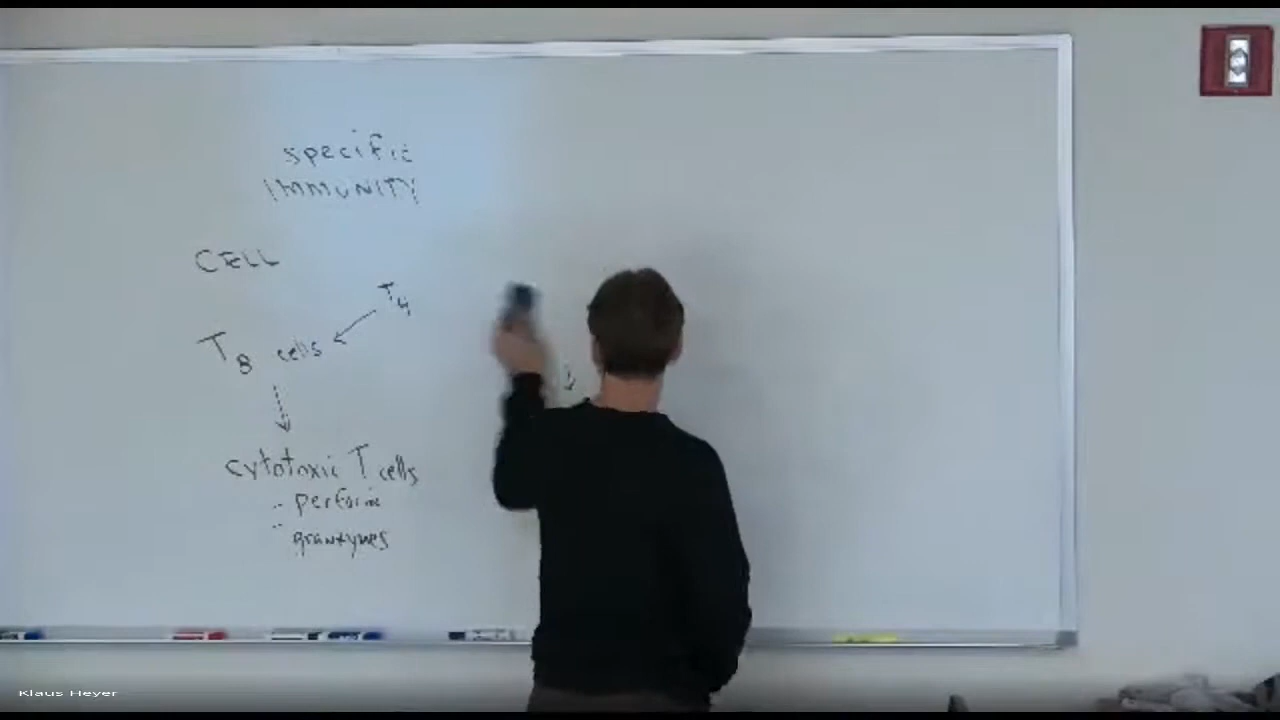 specific
IMMUNITY
CELL
T4
T8 cells
cytotoxic T cells
- perforin
- granzymes
Klaus Heyer